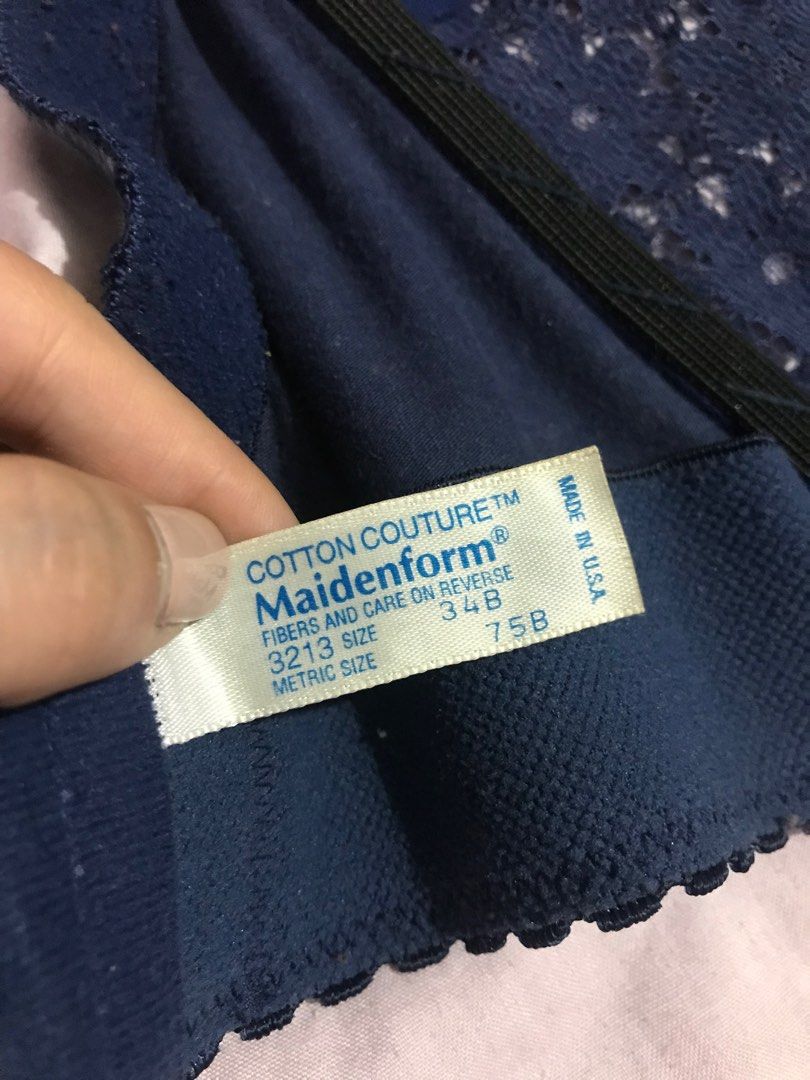 COTTON COUTURE™
Maidenform®
FIBERS AND CARE ON REVERSE
3213 SIZE 34B
METRIC SIZE 75B
MADE IN U.S.A.